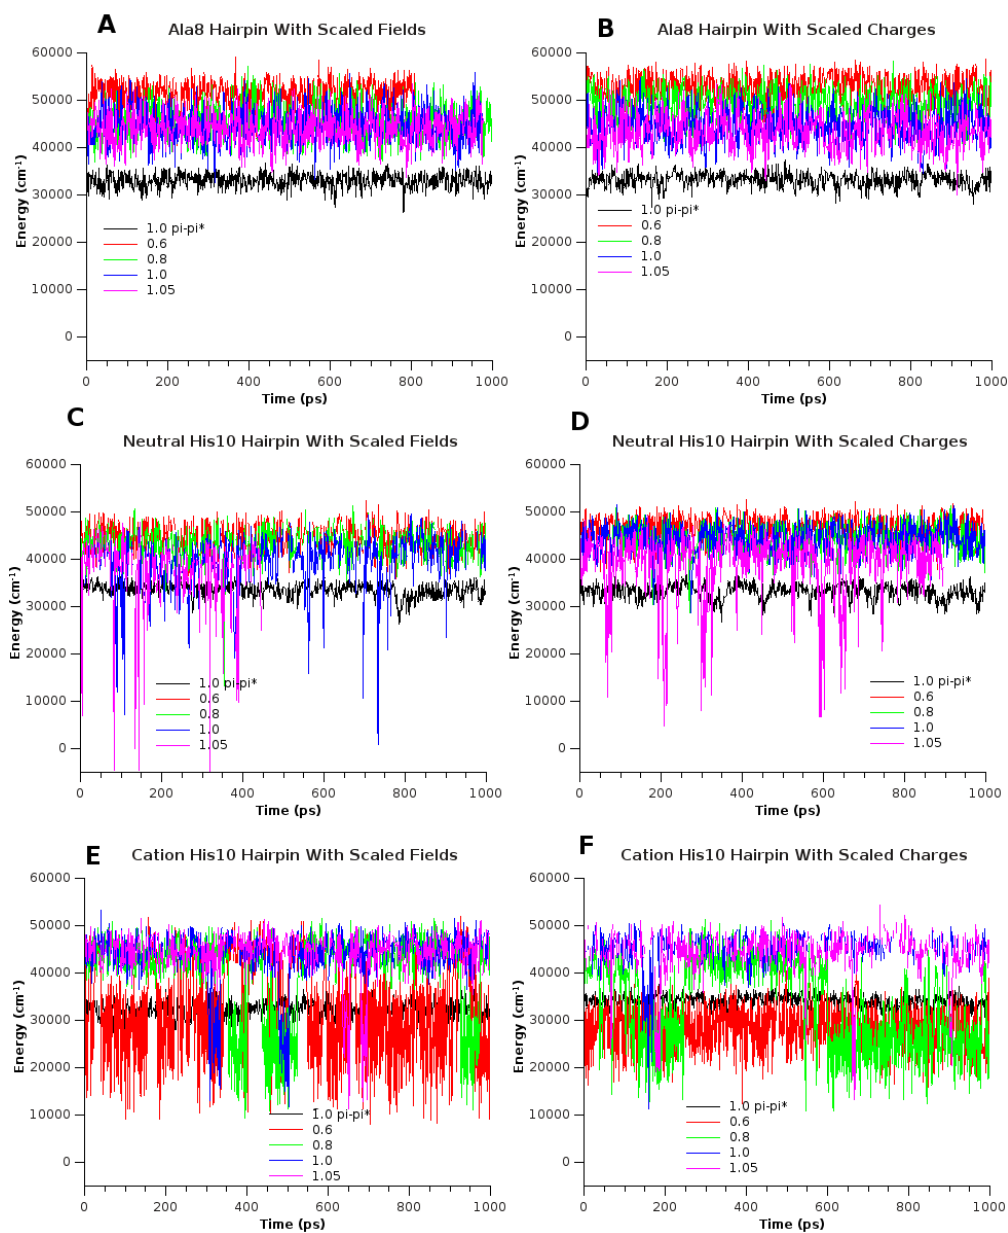 A
Ala8 Hairpin With Scaled Fields
60000
50000
40000
30000
20000
10000
0
Energy (cm⁻¹)
1.0 pi-pi*
0.6
0.8
1.0
1.05
0 200 400 600 800 1000
Time (ps)
B
Ala8 Hairpin With Scaled Charges
60000
50000
40000
30000
20000
10000
0
Energy (cm⁻¹)
1.0 pi-pi*
0.6
0.8
1.0
1.05
0 200 400 600 800 1000
Time (ps)
C
Neutral His10 Hairpin With Scaled Fields
60000
50000
40000
30000
20000
10000
0
Energy (cm⁻¹)
1.0 pi-pi*
0.6
0.8
1.0
1.05
0 200 400 600 800 1000
Time (ps)
D
Neutral His10 Hairpin With Scaled Charges
60000
50000
40000
30000
20000
10000
0
Energy (cm⁻¹)
1.0 pi-pi*
0.6
0.8
1.0
1.05
0 200 400 600 800 1000
Time (ps)
E
Cation His10 Hairpin With Scaled Fields
60000
50000
40000
30000
20000
10000
0
Energy (cm⁻¹)
1.0 pi-pi*
0.6
0.8
1.0
1.05
0 200 400 600 800 1000
Time (ps)
F
Cation His10 Hairpin With Scaled Charges
60000
50000
40000
30000
20000
10000
0
Energy (cm⁻¹)
1.0 pi-pi*
0.6
0.8
1.0
1.05
0 200 400 600 800 1000
Time (ps)